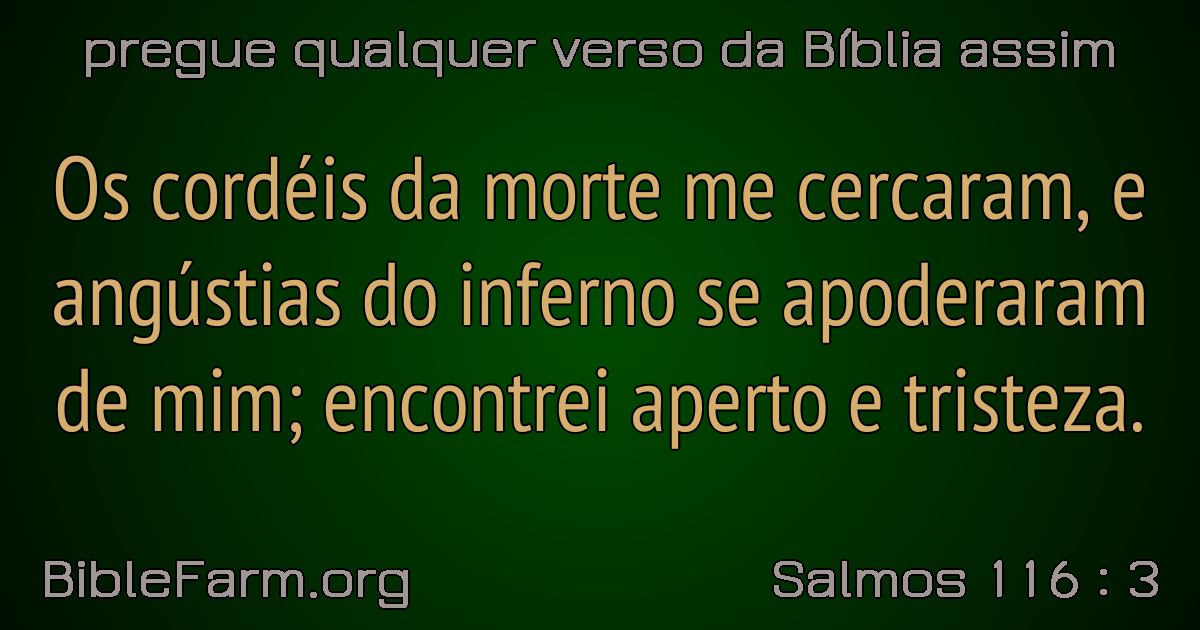 pregue qualquer verso da Bíblia assim
Os cordéis da morte me cercaram, e
angústias do inferno se apoderaram
de mim; encontrei aperto e tristeza.
BibleFarm.org
Salmos 116 : 3